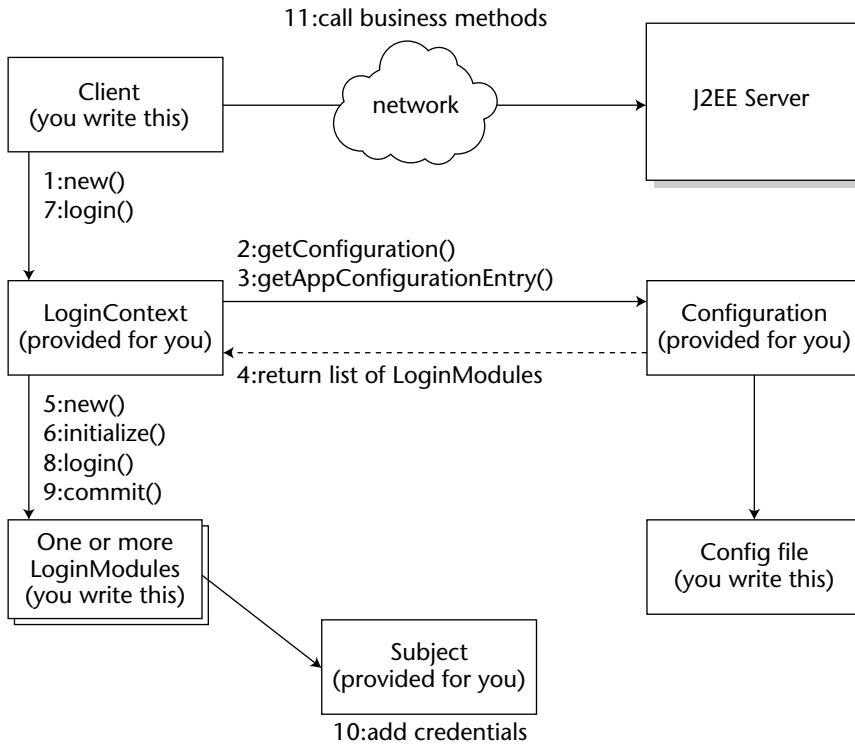 11:call business methods
Client
(you write this)
network
J2EE Server
1:new()
7:login()
2:getConfiguration()
3:getAppConfigurationEntry()
LoginContext
(provided for you)
Configuration
(provided for you)
4:return list of LoginModules
5:new()
6:initialize()
8:login()
9:commit()
One or more
LoginModules
(you write this)
Config file
(you write this)
Subject
(provided for you)
10:add credentials